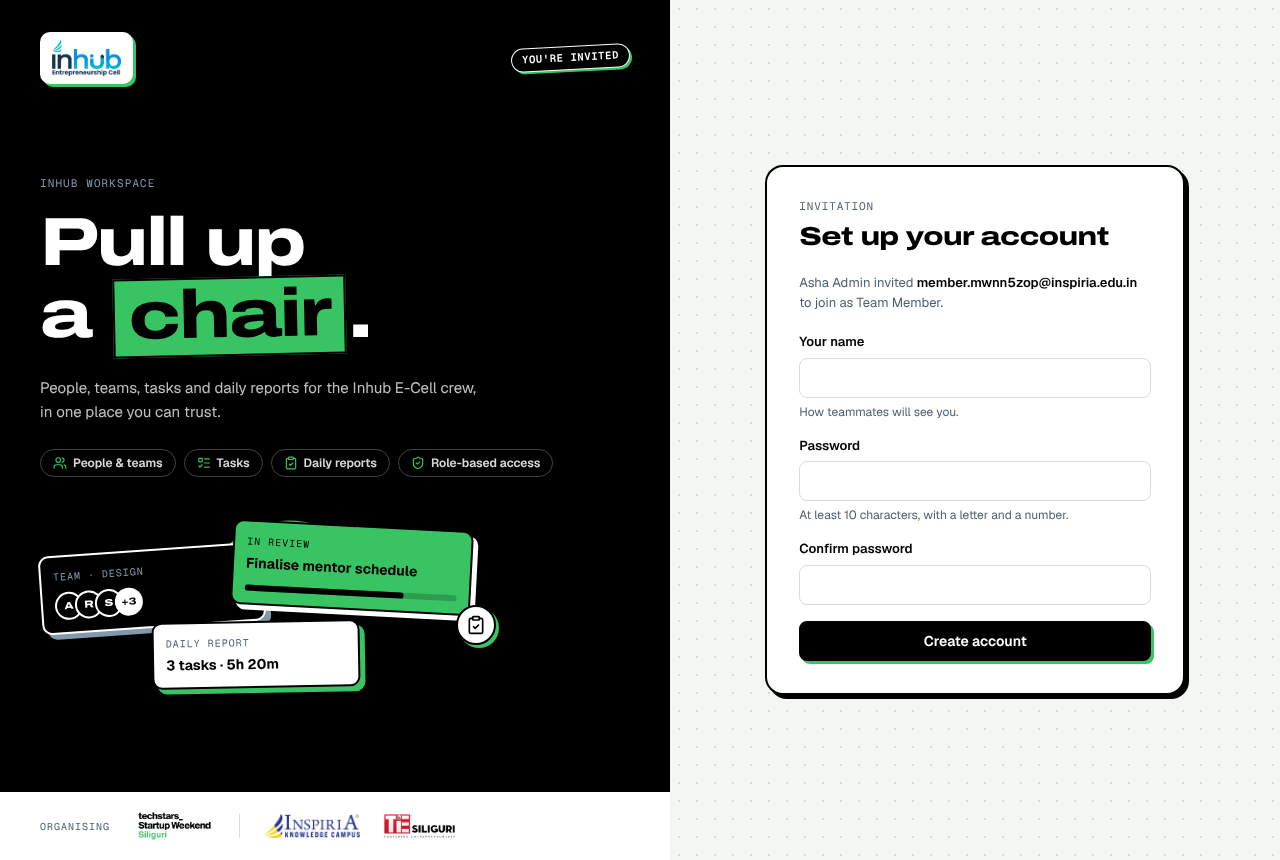 inhub
Entrepreneurship Cell
YOU'RE INVITED
INHUB WORKSPACE
Pull up
a chair.
People, teams, tasks and daily reports for the Inhub E-Cell crew,
in one place you can trust.
People & teams
Tasks
Daily reports
Role-based access
TEAM · DESIGN
A R S +3
IN REVIEW
Finalise mentor schedule
DAILY REPORT
3 tasks · 5h 20m
ORGANISING
techstars_
Startup Weekend
Siliguri
INSPIRIA
KNOWLEDGE CAMPUS
SILIGURI
INVITATION
Set up your account
Asha Admin invited member.mwnn5zop@inspiria.edu.in
to join as Team Member.
Your name
How teammates will see you.
Password
At least 10 characters, with a letter and a number.
Confirm password
Create account